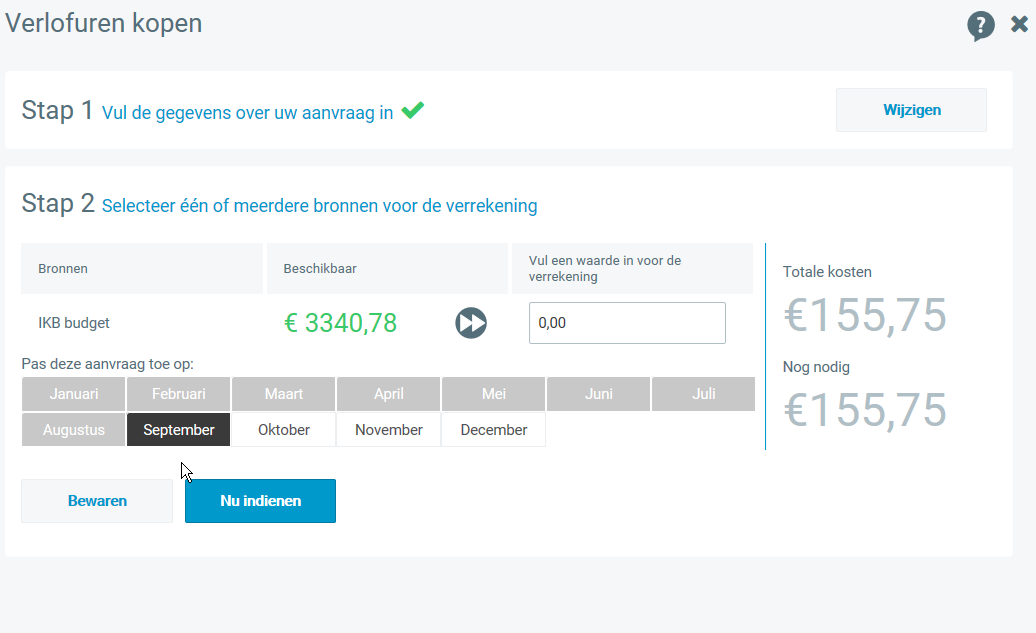 Verlofuren kopen
?
Stap 1 Vul de gegevens over uw aanvraag in
Wijzigen
Stap 2 Selecteer één of meerdere bronnen voor de verrekening
Bronnen
Beschikbaar
Vul een waarde in voor de
verrekening
IKB budget
€ 3340,78
0,00
Pas deze aanvraag toe op:
Januari Februari Maart April Mei Juni Juli
Augustus September Oktober November December
Bewaren
Nu indienen
Totale kosten
€155,75
Nog nodig
€155,75